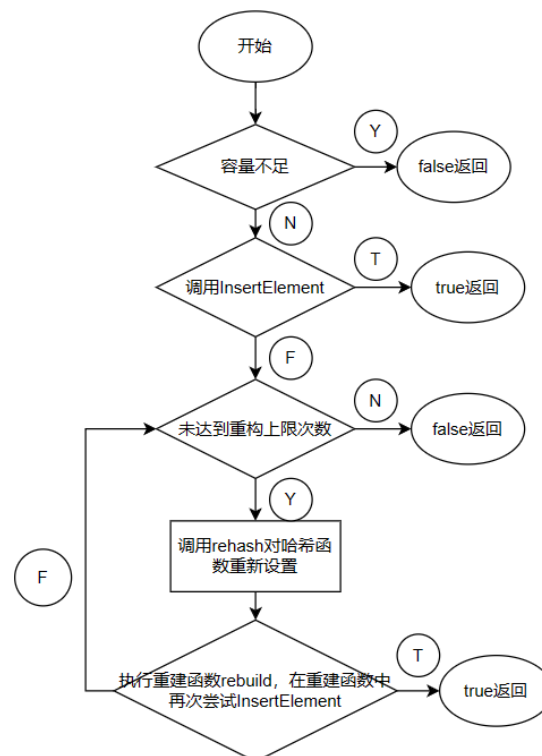 开始
Y
容量不足
false返回
N
T
调用InsertElement
true返回
F
N
未达到重构上限次数
false返回
Y
调用rehash对哈希函
数重新设置
F
T
执行重建函数rebuild，在重建函数中
再次尝试InsertElement
true返回